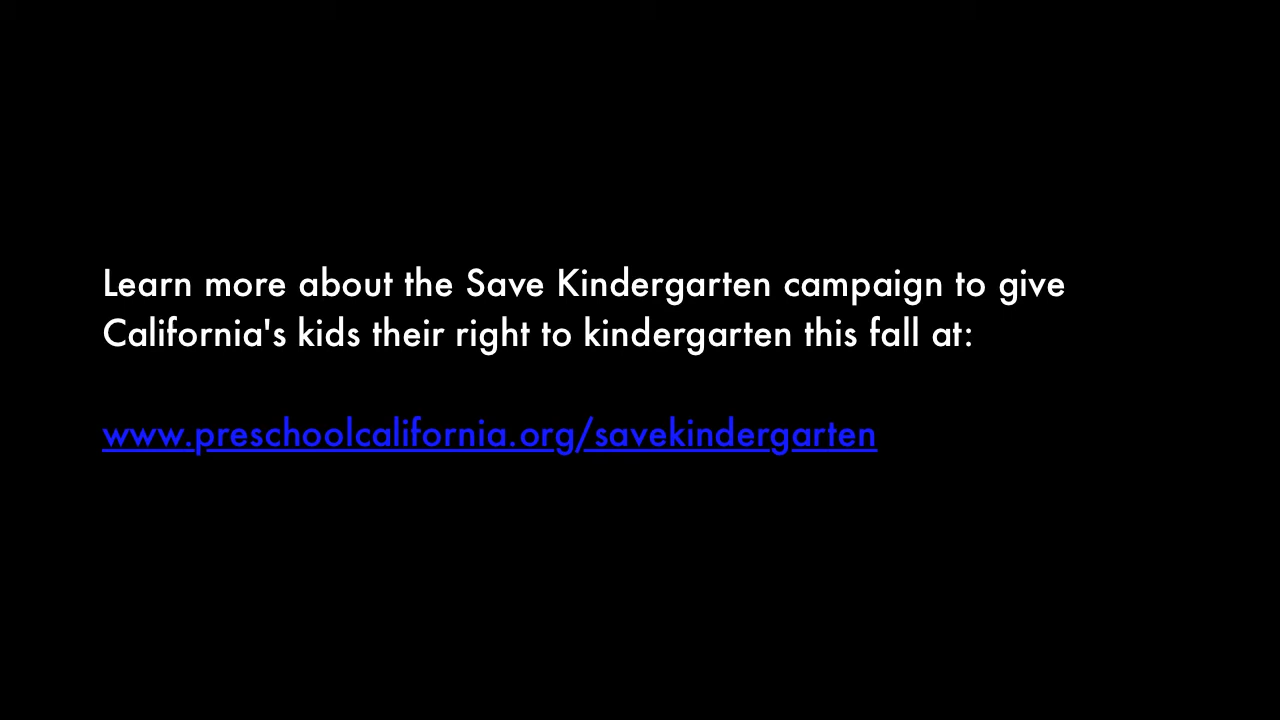 Learn more about the Save Kindergarten campaign to give
California's kids their right to kindergarten this fall at:
www.preschoolcalifornia.org/savekindergarten